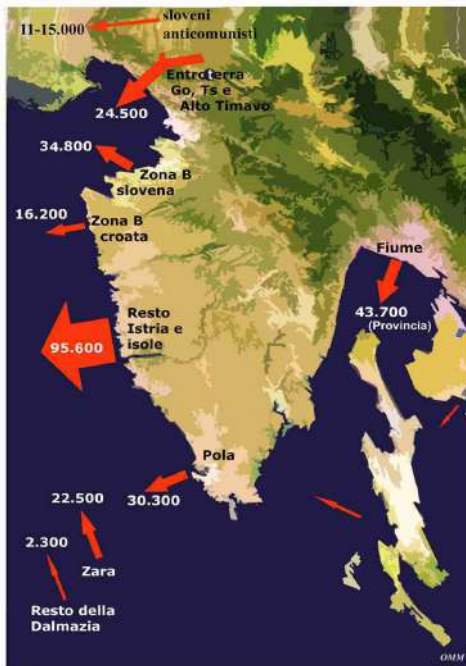 11-15.000
sloveni
anticomunisti
Entroterra
Go, Ts e
Alto Timavo
24.500
34.800
Zona B
slovena
16.200
Zona B
croata
Fiume
43.700
(Provincia)
Resto
Istria e
isole
95.600
Pola
30.300
22.500
2.300
Zara
Resto della
Dalmazia
OMM